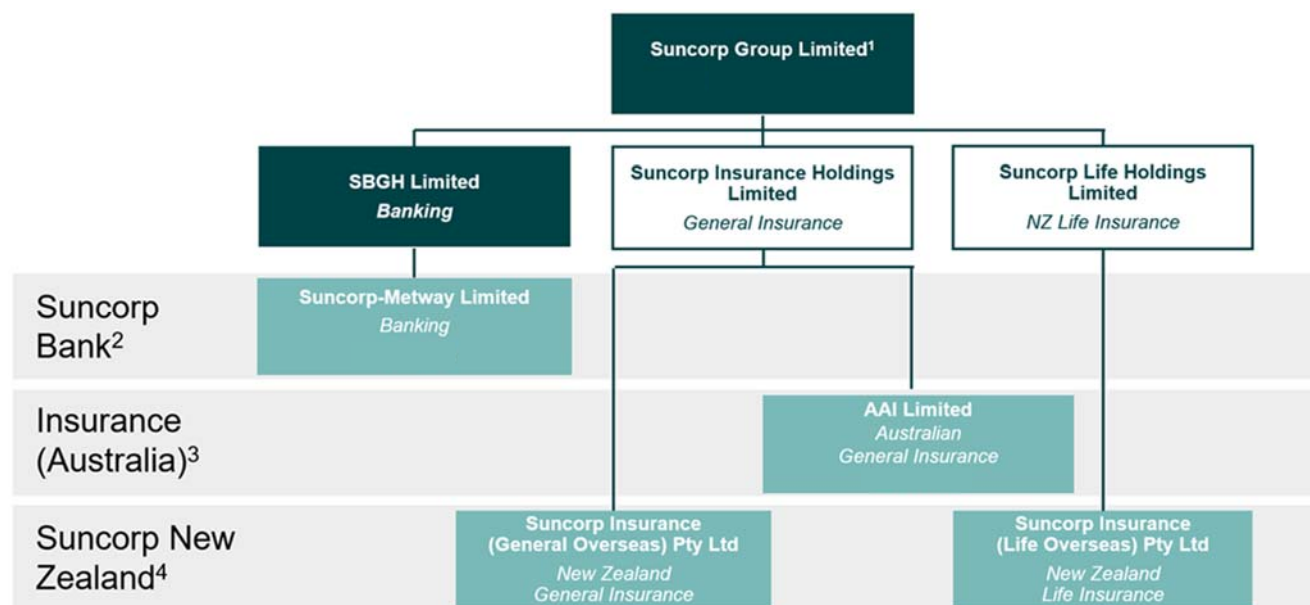 Suncorp Group Limited¹
SBGH Limited
Banking
Suncorp Insurance Holdings
Limited
General Insurance
Suncorp Life Holdings
Limited
NZ Life Insurance
Suncorp
Bank²
Suncorp-Metway Limited
Banking
Insurance
(Australia)³
AAI Limited
Australian
General Insurance
Suncorp New
Zealand⁴
Suncorp Insurance
(General Overseas) Pty Ltd
New Zealand
General Insurance
Suncorp Insurance
(Life Overseas) Pty Ltd
New Zealand
Life Insurance